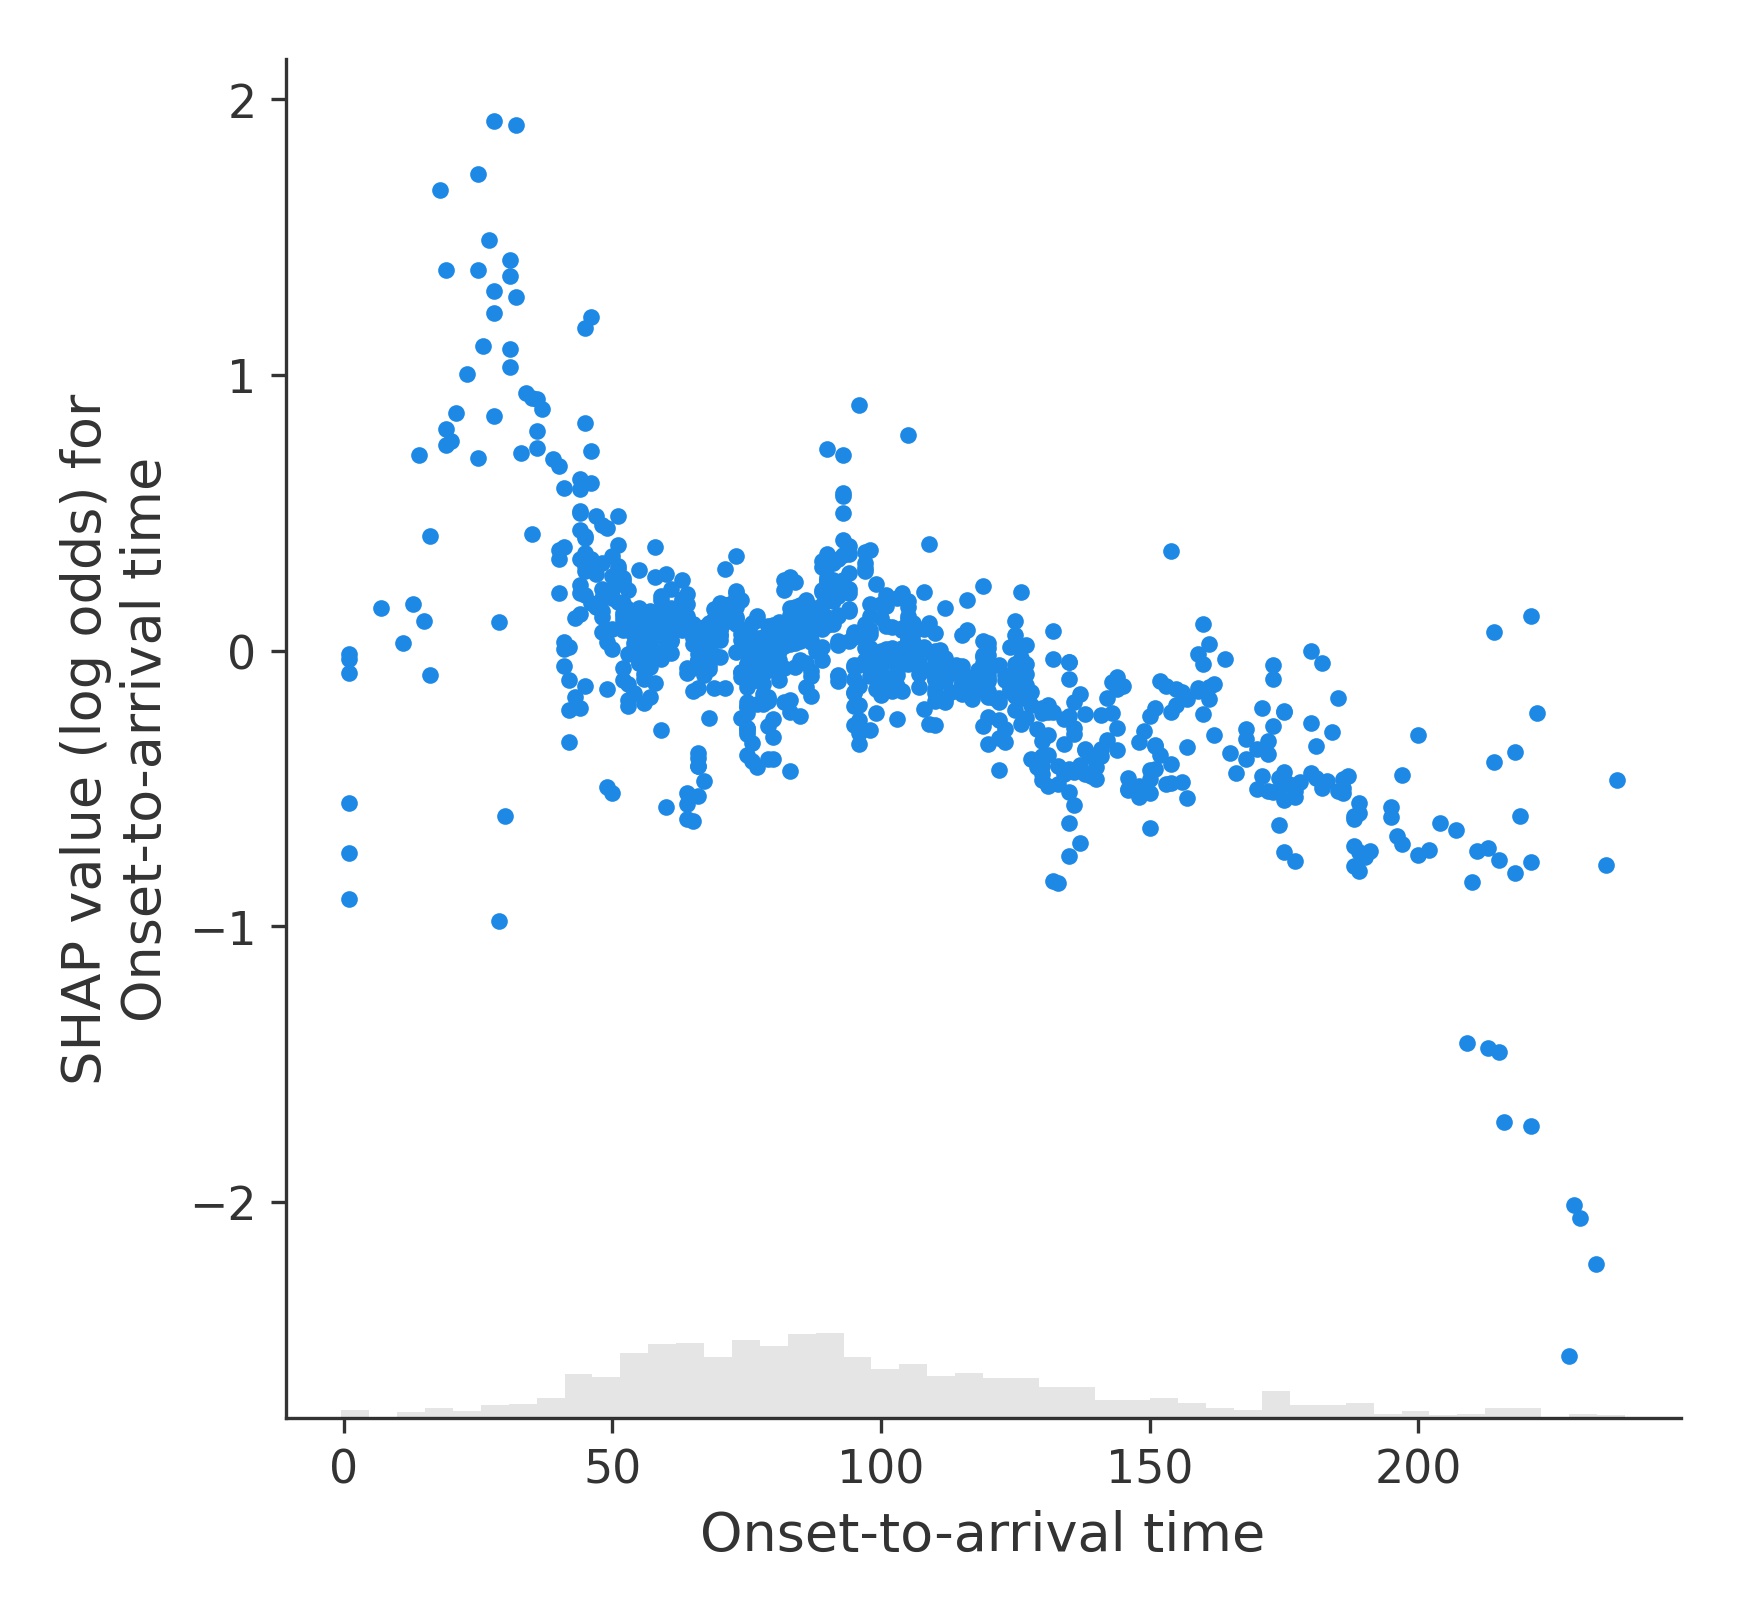 SHAP value (log odds) for
Onset-to-arrival time
2
1
0
−1
−2
0 50 100 150 200
Onset-to-arrival time